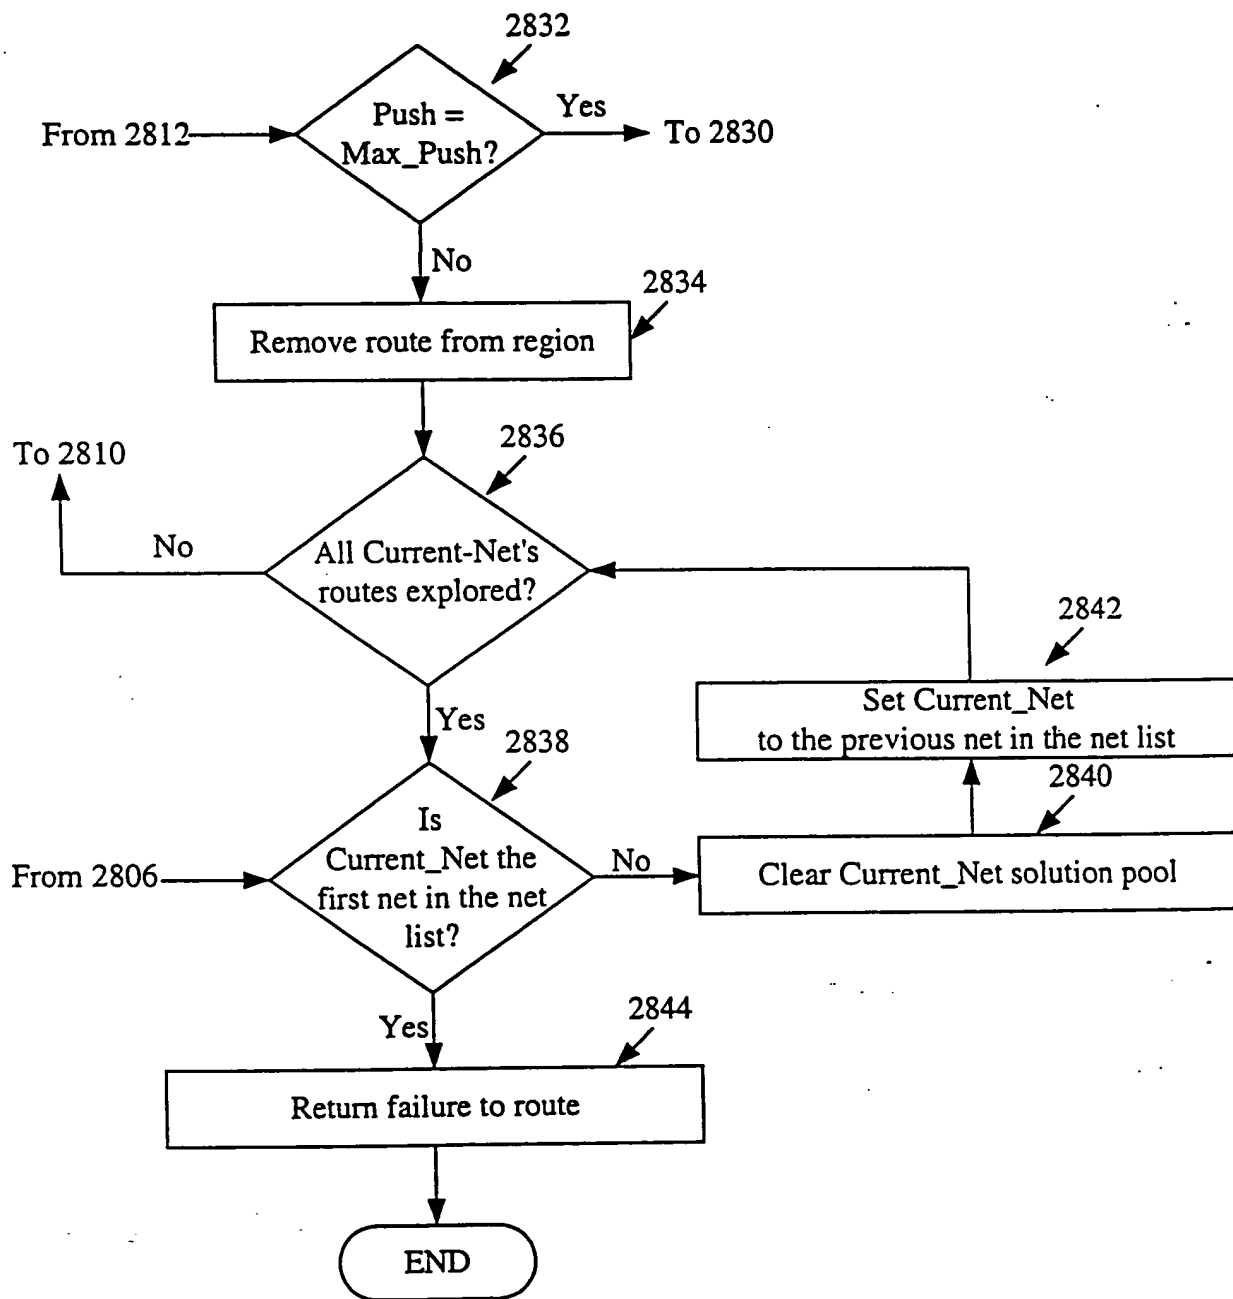 2832
Push =
Max_Push?
Yes
From 2812
To 2830
No
2834
Remove route from region
2836
To 2810
No
All Current-Net's
routes explored?
2842
Set Current_Net
to the previous net in the net list
Yes
2838
2840
Is
Current_Net the
first net in the net
list?
From 2806
No
Clear Current_Net solution pool
Yes
2844
Return failure to route
END